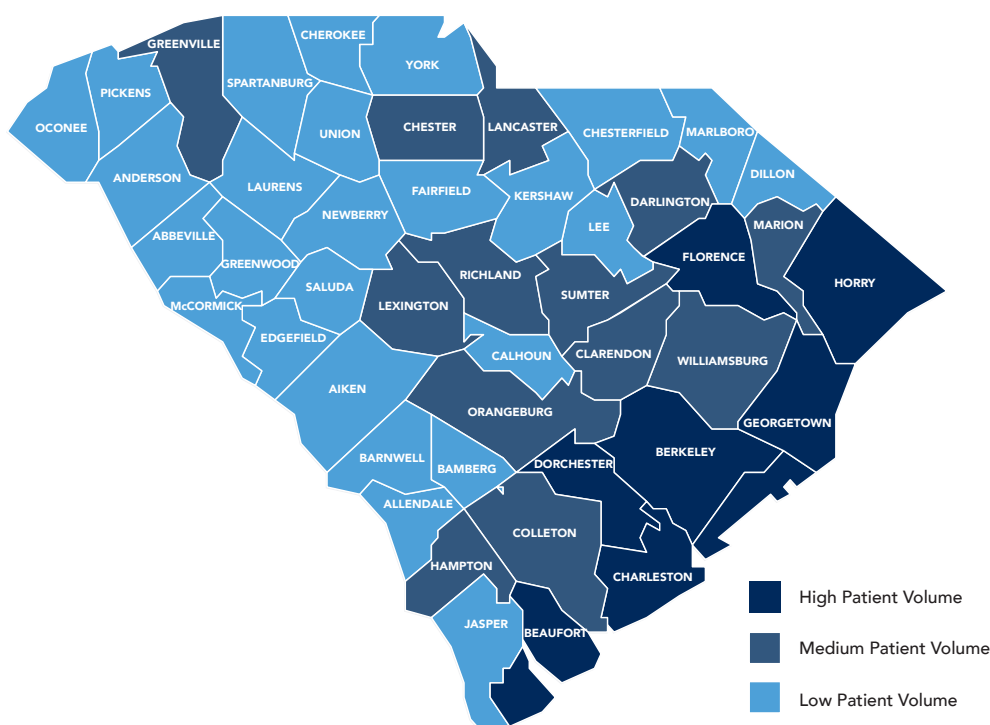 CHEROKEE
GREENVILLE
YORK
SPARTANBURG
PICKENS
OCONEE
UNION
CHESTER
LANCASTER
CHESTERFIELD
MARLBORO
ANDERSON
LAURENS
FAIRFIELD
KERSHAW
DILLON
DARLINGTON
NEWBERRY
LEE
MARION
ABBEVILLE
GREENWOOD
RICHLAND
FLORENCE
HORRY
SALUDA
SUMTER
McCORMICK
LEXINGTON
EDGEFIELD
CALHOUN
CLARENDON
WILLIAMSBURG
AIKEN
ORANGEBURG
GEORGETOWN
BERKELEY
BARNWELL
BAMBERG
DORCHESTER
ALLENDALE
COLLETON
HAMPTON
CHARLESTON
JASPER
BEAUFORT
High Patient Volume
Medium Patient Volume
Low Patient Volume